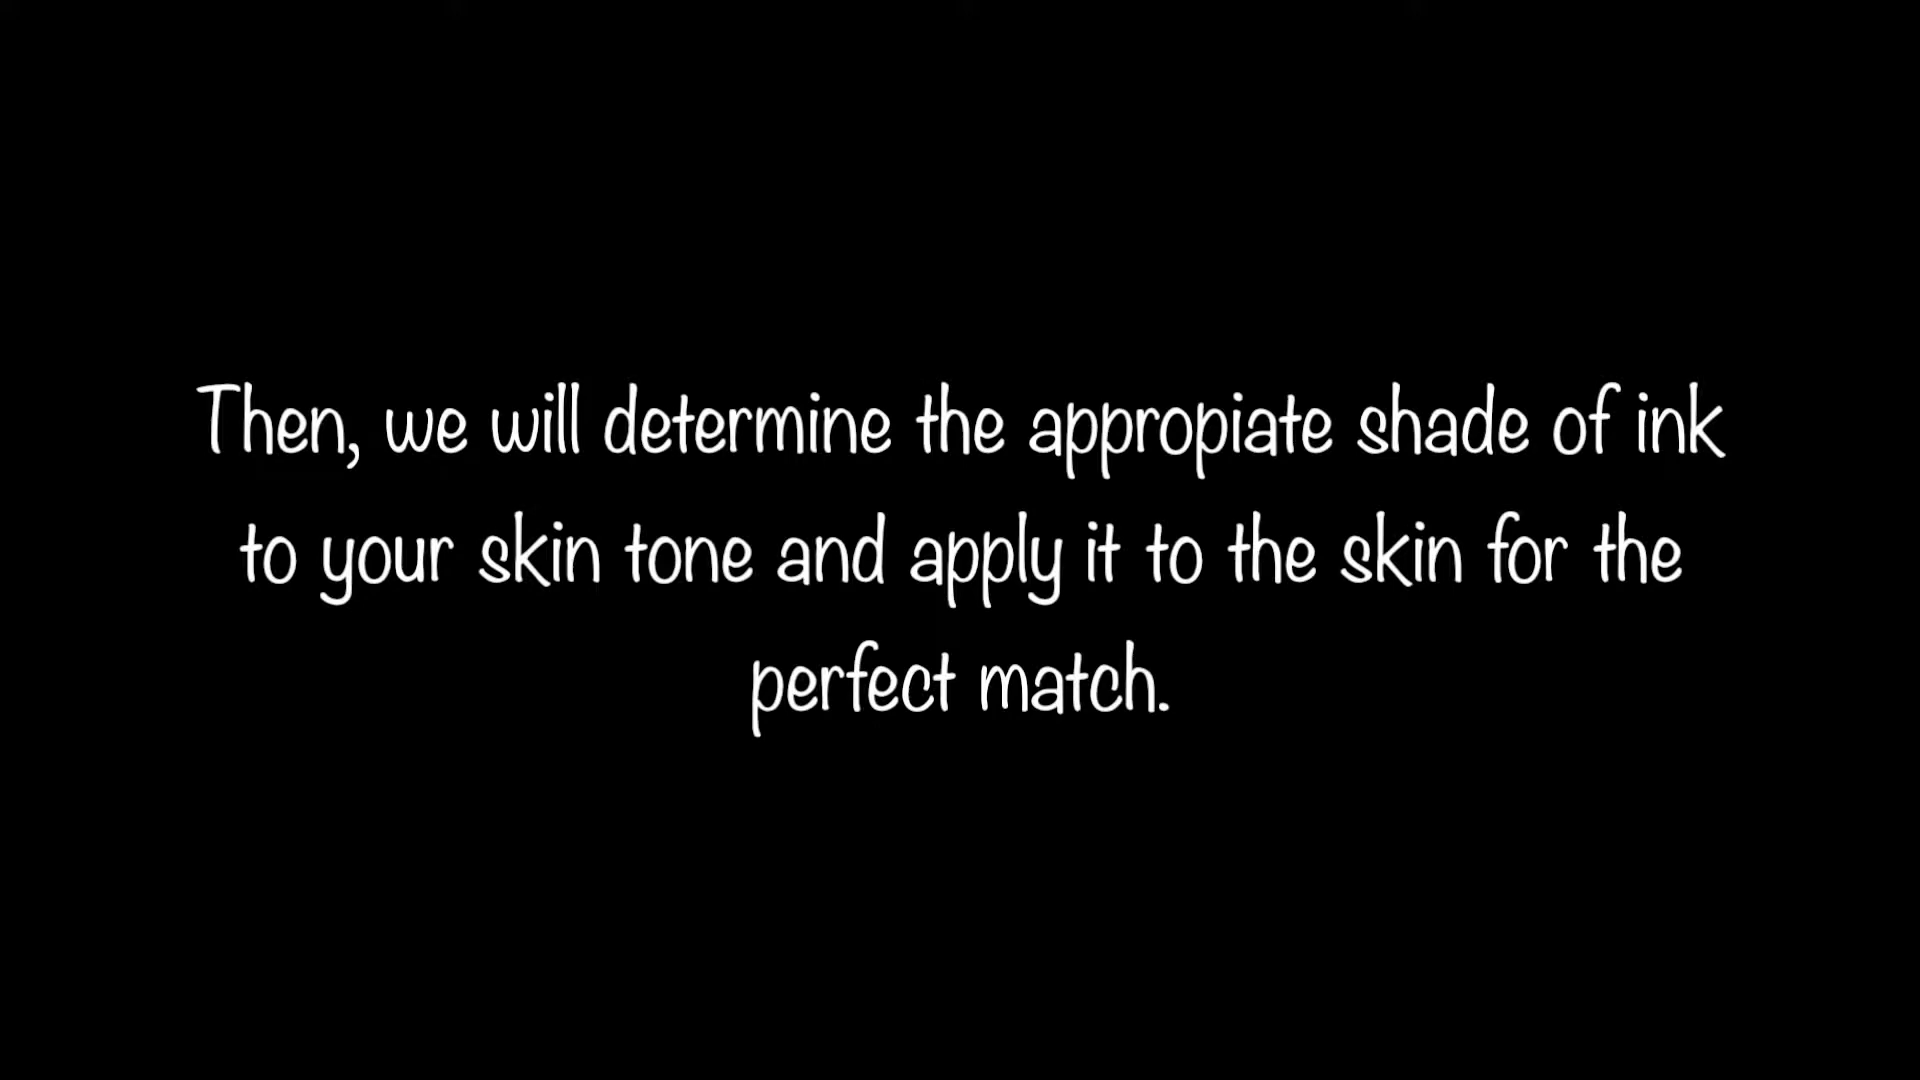 Then, we will determine the appropiate shade of ink
to your skin tone and apply it to the skin for the
perfect match.